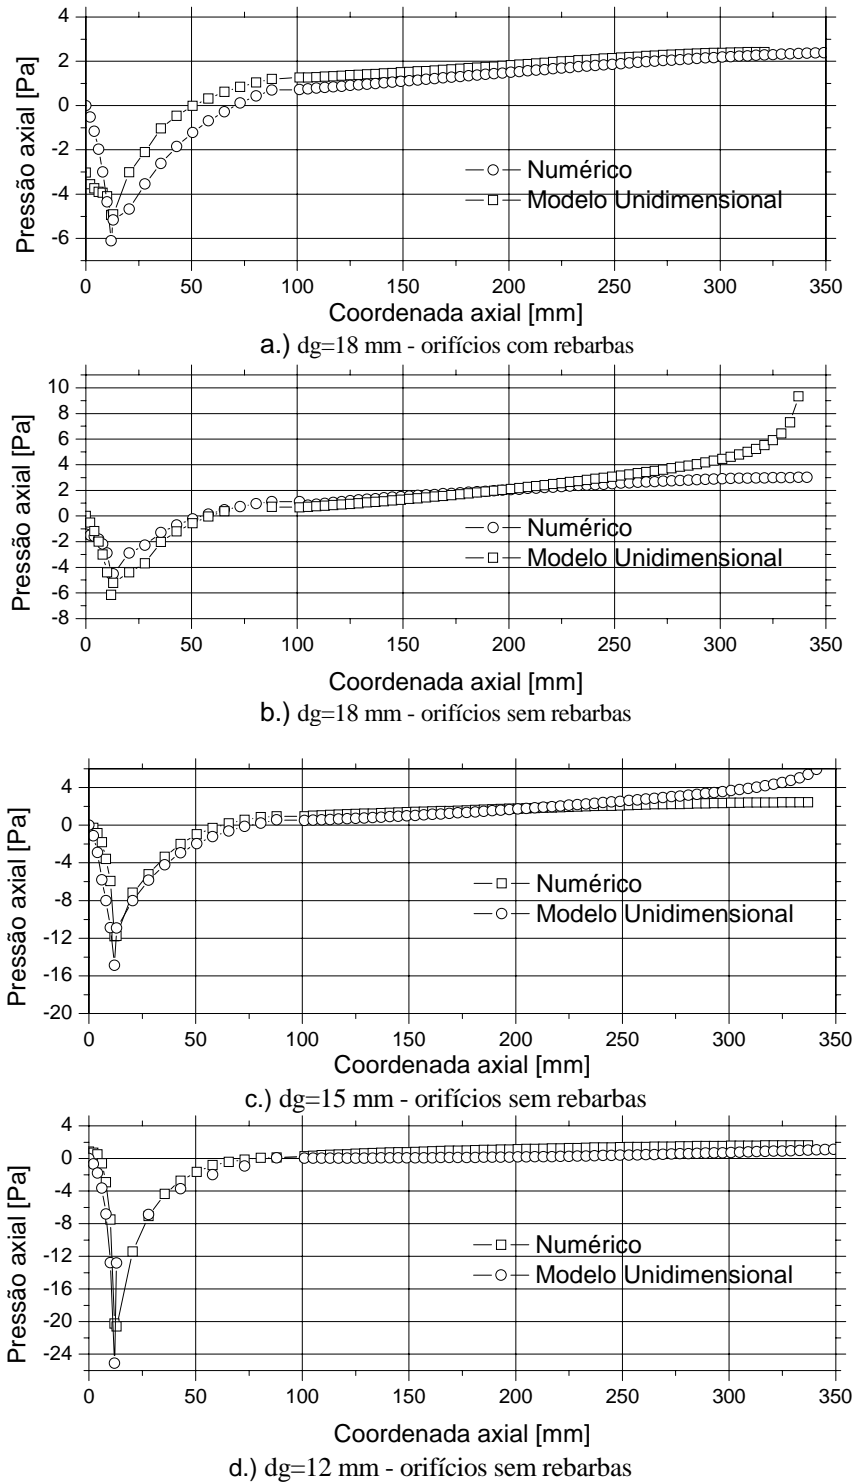 4
2
0
-2
-4
-6
Pressão axial [Pa]
Numérico
Modelo Unidimensional
0 50 100 150 200 250 300 350
Coordenada axial [mm]
a.) dg=18 mm - orifícios com rebarbas
10
8
6
4
2
0
-2
-4
-6
-8
Pressão axial [Pa]
Numérico
Modelo Unidimensional
0 50 100 150 200 250 300 350
Coordenada axial [mm]
b.) dg=18 mm - orifícios sem rebarbas
4
0
-4
-8
-12
-16
-20
Pressão axial [Pa]
Numérico
Modelo Unidimensional
0 50 100 150 200 250 300 350
Coordenada axial [mm]
c.) dg=15 mm - orifícios sem rebarbas
4
0
-4
-8
-12
-16
-20
-24
Pressão axial [Pa]
Numérico
Modelo Unidimensional
0 50 100 150 200 250 300 350
Coordenada axial [mm]
d.) dg=12 mm - orifícios sem rebarbas